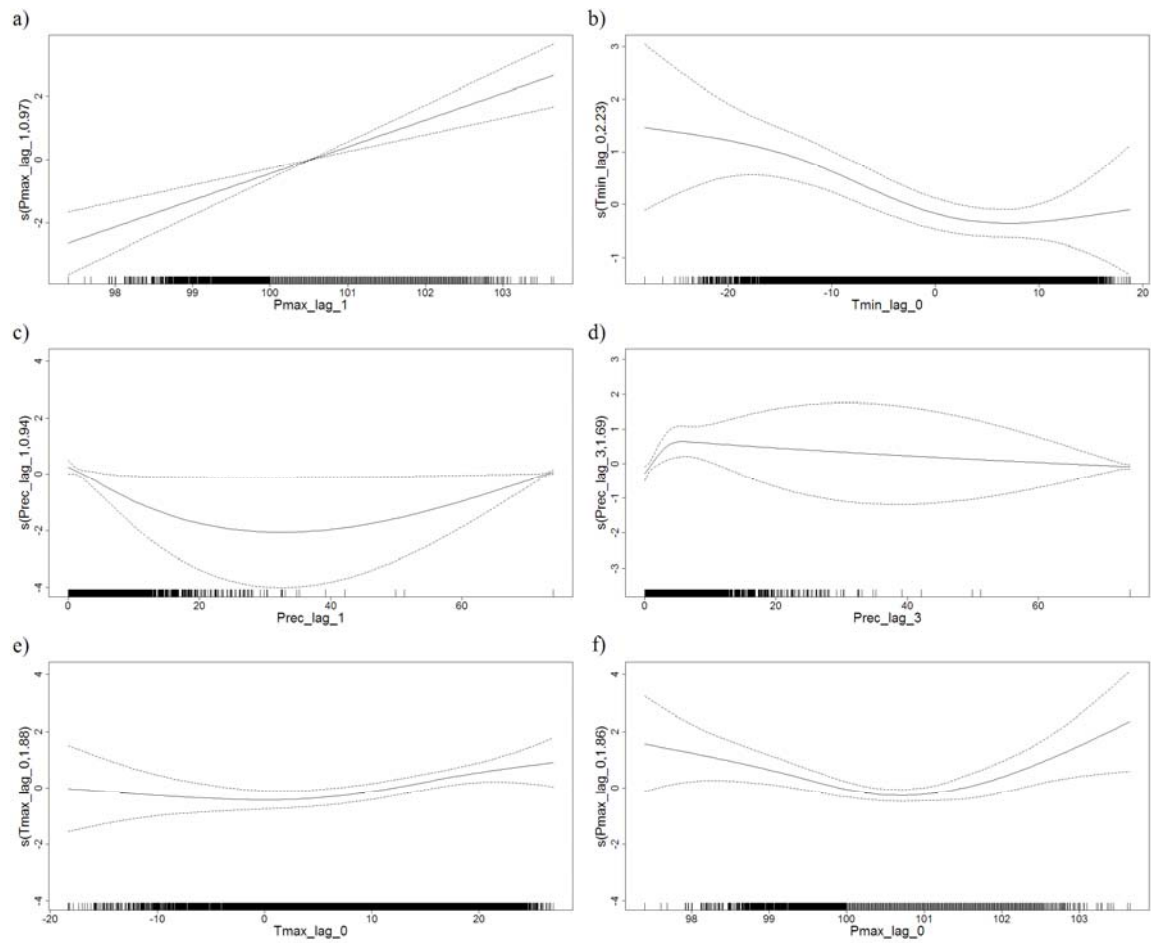 a)
s(Pmax_lag_1,0.97)
2
0
-2
98 99 100 101 102 103
Pmax_lag_1
b)
s(Tmin_lag_0,2.23)
3
2
1
0
-1
-20 -10 0 10 20
Tmin_lag_0
c)
s(Prec_lag_1,0.94)
4
2
0
-2
-4
0 20 40 60
Prec_lag_1
d)
s(Prec_lag_3,1.69)
3
2
1
0
-1
-2
-3
0 20 40 60
Prec_lag_3
e)
s(Tmax_lag_0,1.88)
4
2
0
-2
-4
-20 -10 0 10 20
Tmax_lag_0
f)
s(Pmax_lag_0,1.86)
4
2
0
-2
-4
98 99 100 101 102 103
Pmax_lag_0